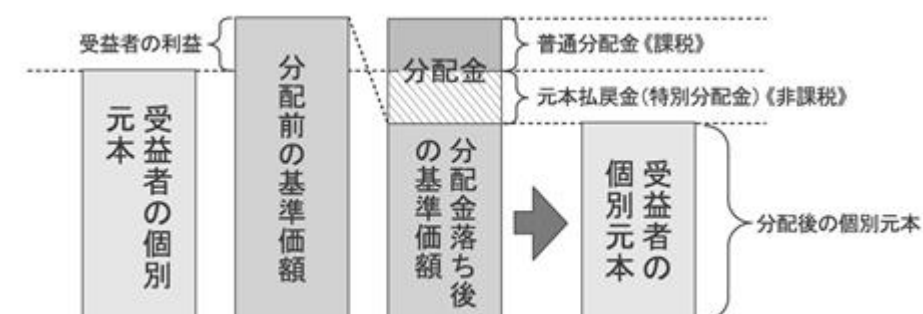 受益者の利益
受益者の個別
元本
分配前の基準価額
分配金
分配金落ち後
の基準価額
普通分配金《課税》
元本払戻金(特別分配金)《非課税》
受益者の
個別元本
分配後の個別元本